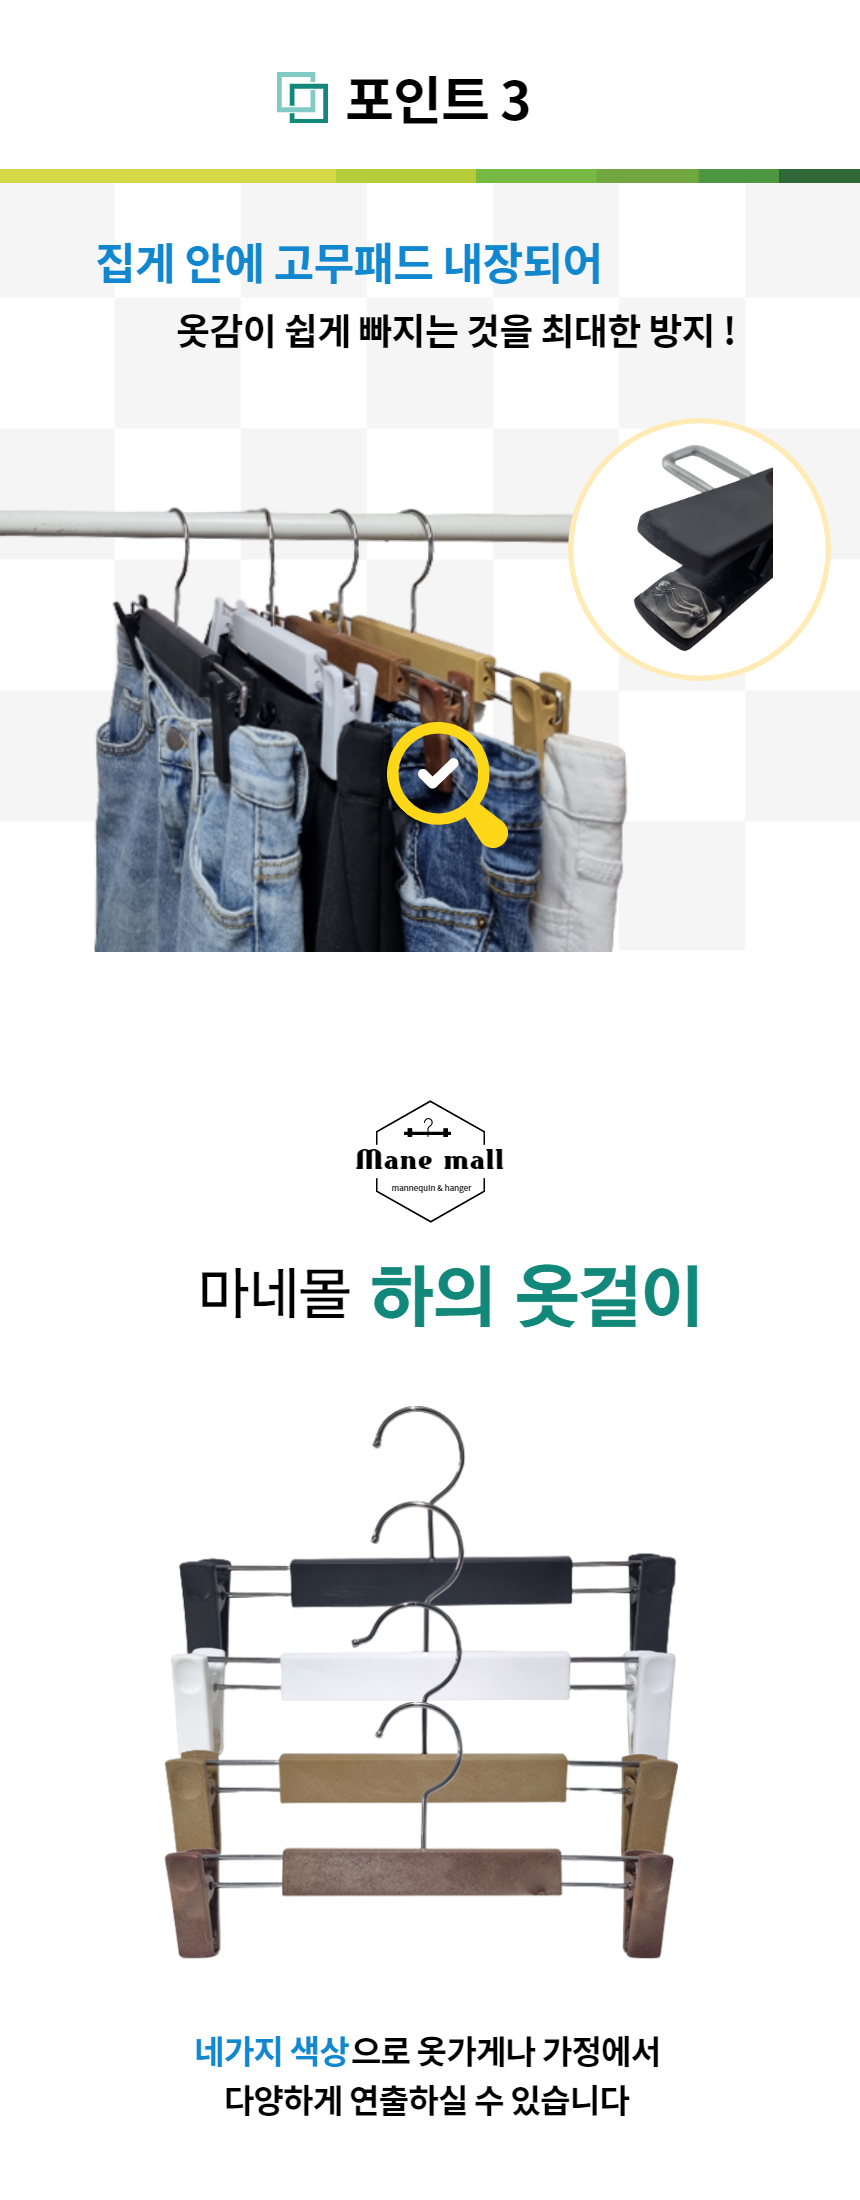 포인트 3
집게 안에 고무패드 내장되어
옷감이 쉽게 빠지는 것을 최대한 방지 !
Mane mall
mannequin & hanger
마네몰 하의 옷걸이
네가지 색상으로 옷가게나 가정에서
다양하게 연출하실 수 있습니다